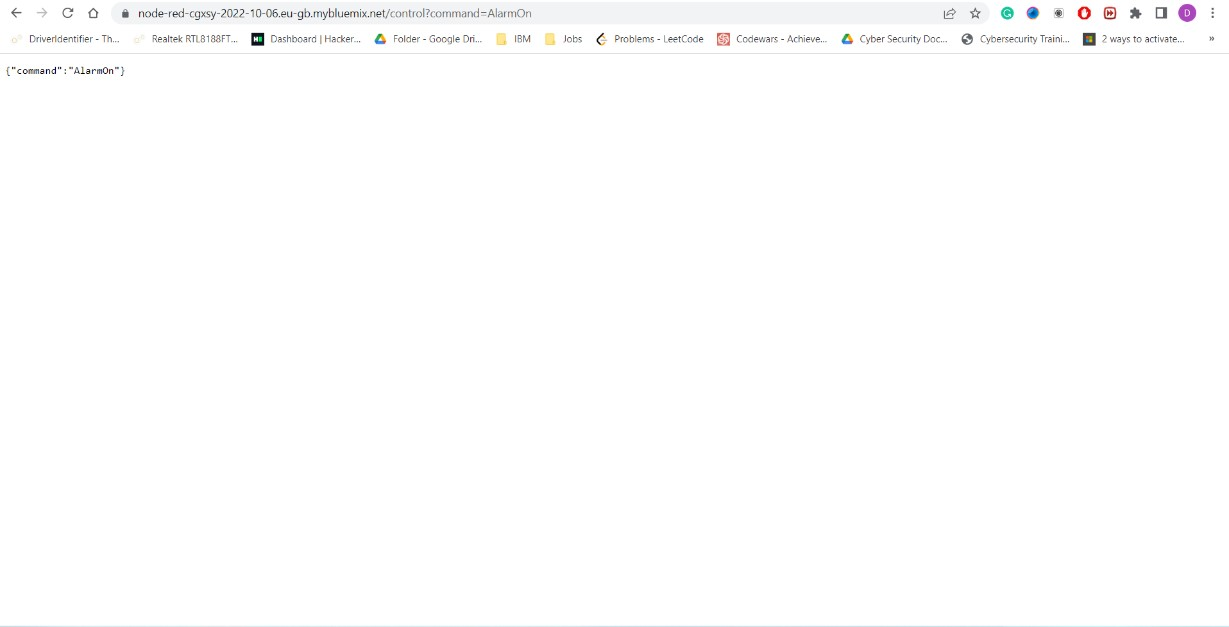 node-red-cgxsy-2022-10-06.eu-gb.mybluemix.net/control?command=AlarmOn
D
DriverIdentifier - Th... Realtek RTL8188FT... Dashboard | Hacker... Folder - Google Dri... IBM Jobs Problems - LeetCode Codewars - Achieve... Cyber Security Doc... Cybersecurity Traini... 2 ways to activate... »
{"command":"AlarmOn"}